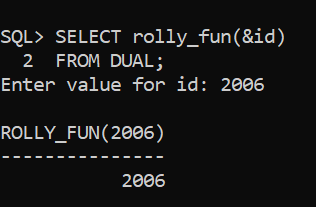 SQL> SELECT rolly_fun(&id)
  2  FROM DUAL;
Enter value for id: 2006
ROLLY_FUN(2006)
---------------
           2006